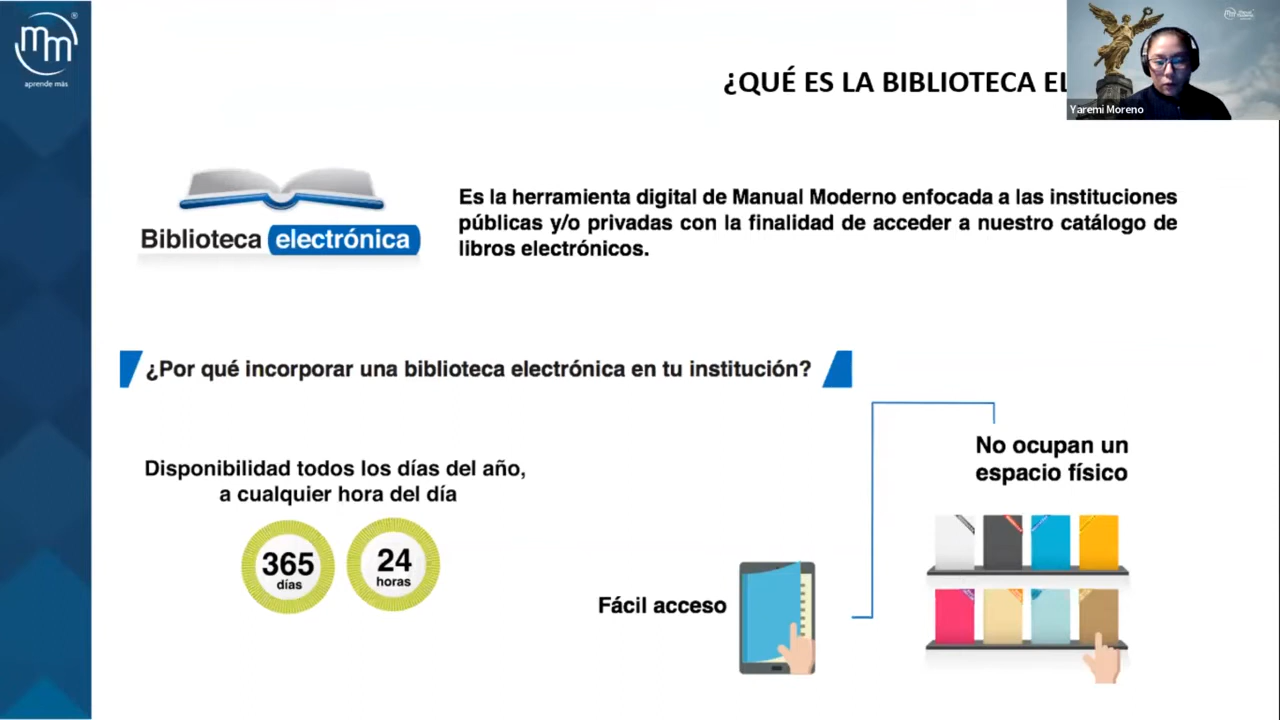 mm®
aprende más
¿QUÉ ES LA BIBLIOTECA EL
Yaremi Moreno
Biblioteca electrónica
Es la herramienta digital de Manual Moderno enfocada a las instituciones
públicas y/o privadas con la finalidad de acceder a nuestro catálogo de
libros electrónicos.
¿Por qué incorporar una biblioteca electrónica en tu institución?
Disponibilidad todos los días del año,
a cualquier hora del día
365
días
24
horas
Fácil acceso
No ocupan un
espacio físico